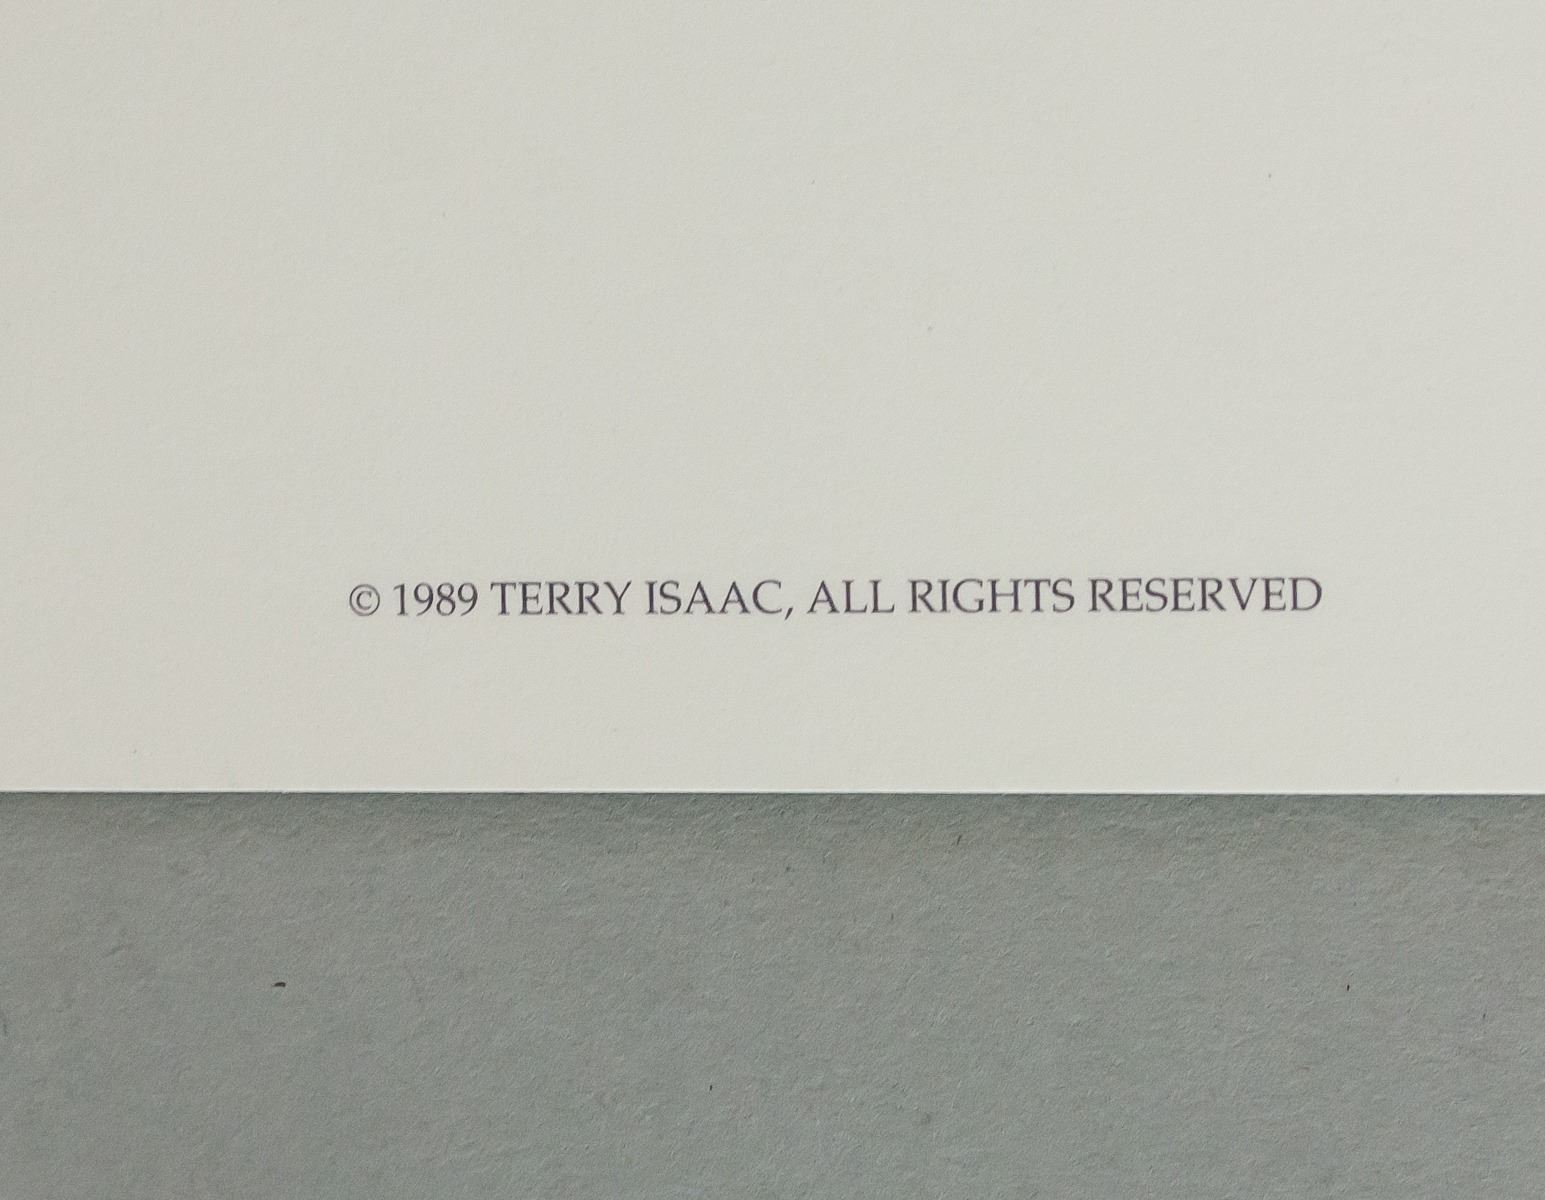 © 1989 TERRY ISAAC, ALL RIGHTS RESERVED